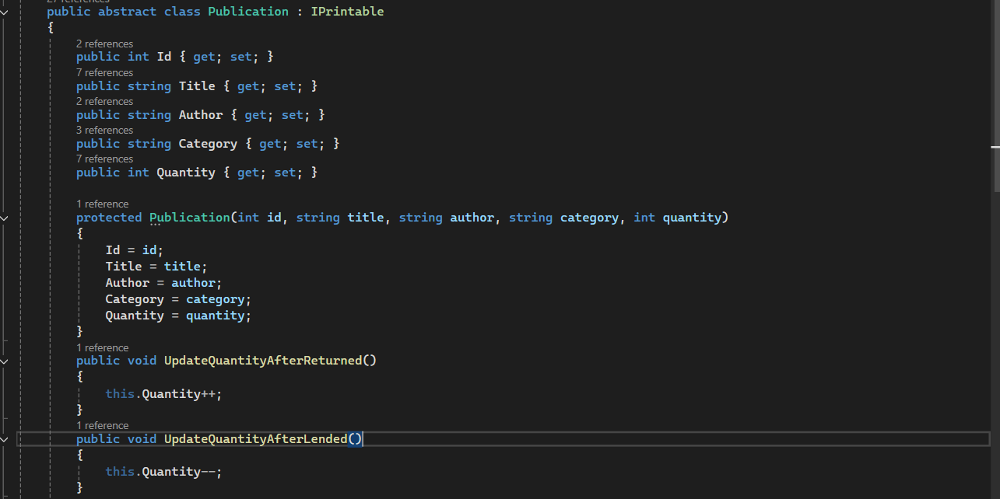 27 references
public abstract class Publication : IPrintable
{
2 references
public int Id { get; set; }
7 references
public string Title { get; set; }
2 references
public string Author { get; set; }
3 references
public string Category { get; set; }
7 references
public int Quantity { get; set; }
1 reference
protected Publication(int id, string title, string author, string category, int quantity)
{
Id = id;
Title = title;
Author = author;
Category = category;
Quantity = quantity;
}
1 reference
public void UpdateQuantityAfterReturned()
{
this.Quantity++;
}
1 reference
public void UpdateQuantityAfterLended()
{
this.Quantity--;
}